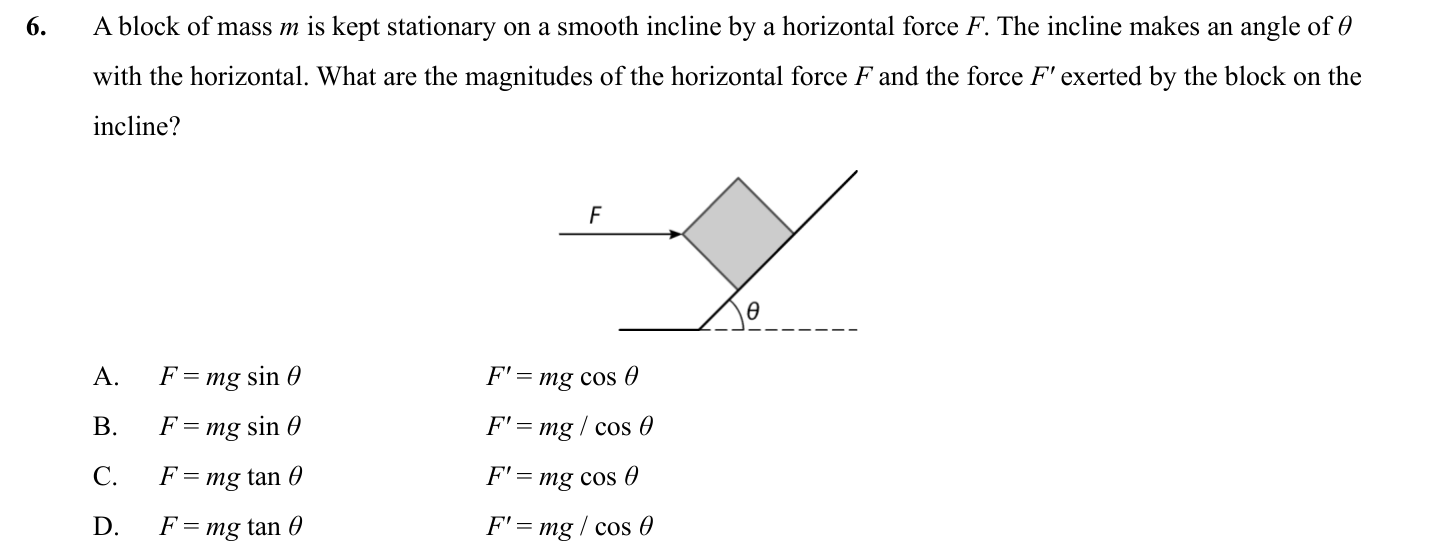 6. A block of mass m is kept stationary on a smooth incline by a horizontal force F. The incline makes an angle of θ
with the horizontal. What are the magnitudes of the horizontal force F and the force F′ exerted by the block on the
incline?
F
θ
A. F = mg sin θ F′ = mg cos θ
B. F = mg sin θ F′ = mg / cos θ
C. F = mg tan θ F′ = mg cos θ
D. F = mg tan θ F′ = mg / cos θ